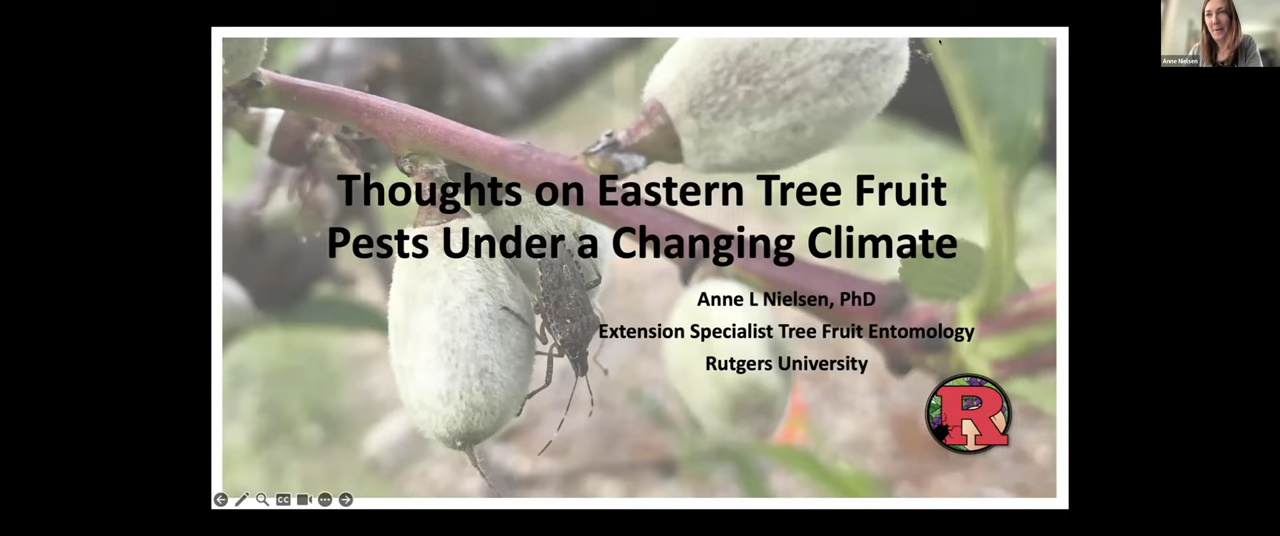 Anne Nielsen
Thoughts on Eastern Tree Fruit
Pests Under a Changing Climate
Anne L Nielsen, PhD
Extension Specialist Tree Fruit Entomology
Rutgers University
R
CC